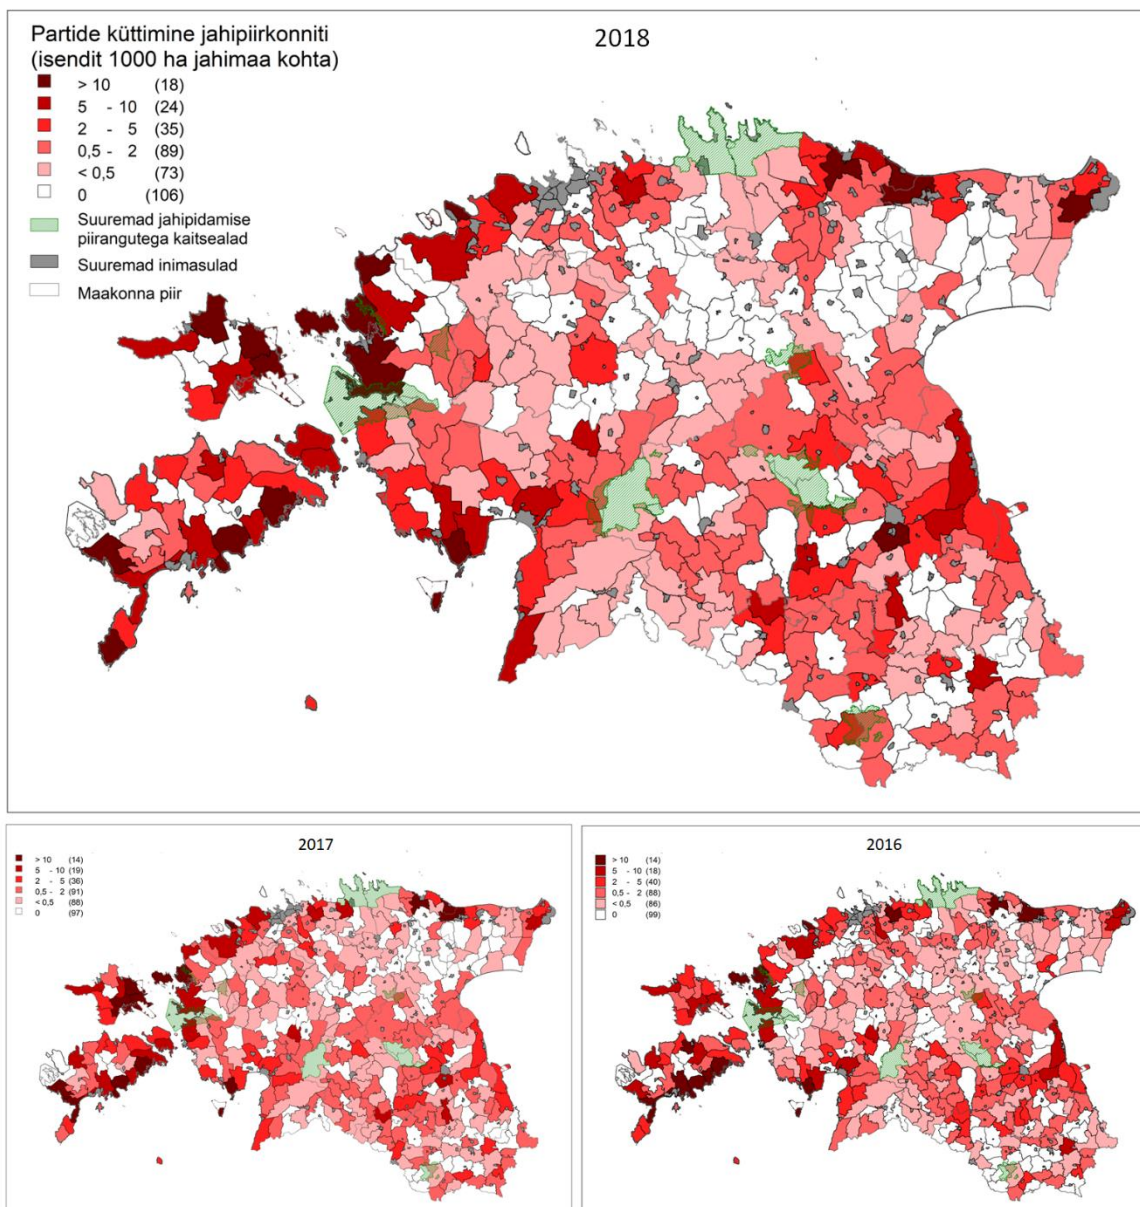 Partide küttimine jahipiirkonniti
(isendit 1000 ha jahimaa kohta)
2018
> 10 (18)
5 - 10 (24)
2 - 5 (35)
0,5 - 2 (89)
< 0,5 (73)
0 (106)
Suuremad jahipidamise
piirangutega kaitsealad
Suuremad inimasulad
Maakonna piir
2017
> 10 (14)
5 - 10 (19)
2 - 5 (36)
0,5 - 2 (91)
< 0,5 (88)
0 (97)
2016
> 10 (14)
5 - 10 (18)
2 - 5 (40)
0,5 - 2 (88)
< 0,5 (86)
0 (99)